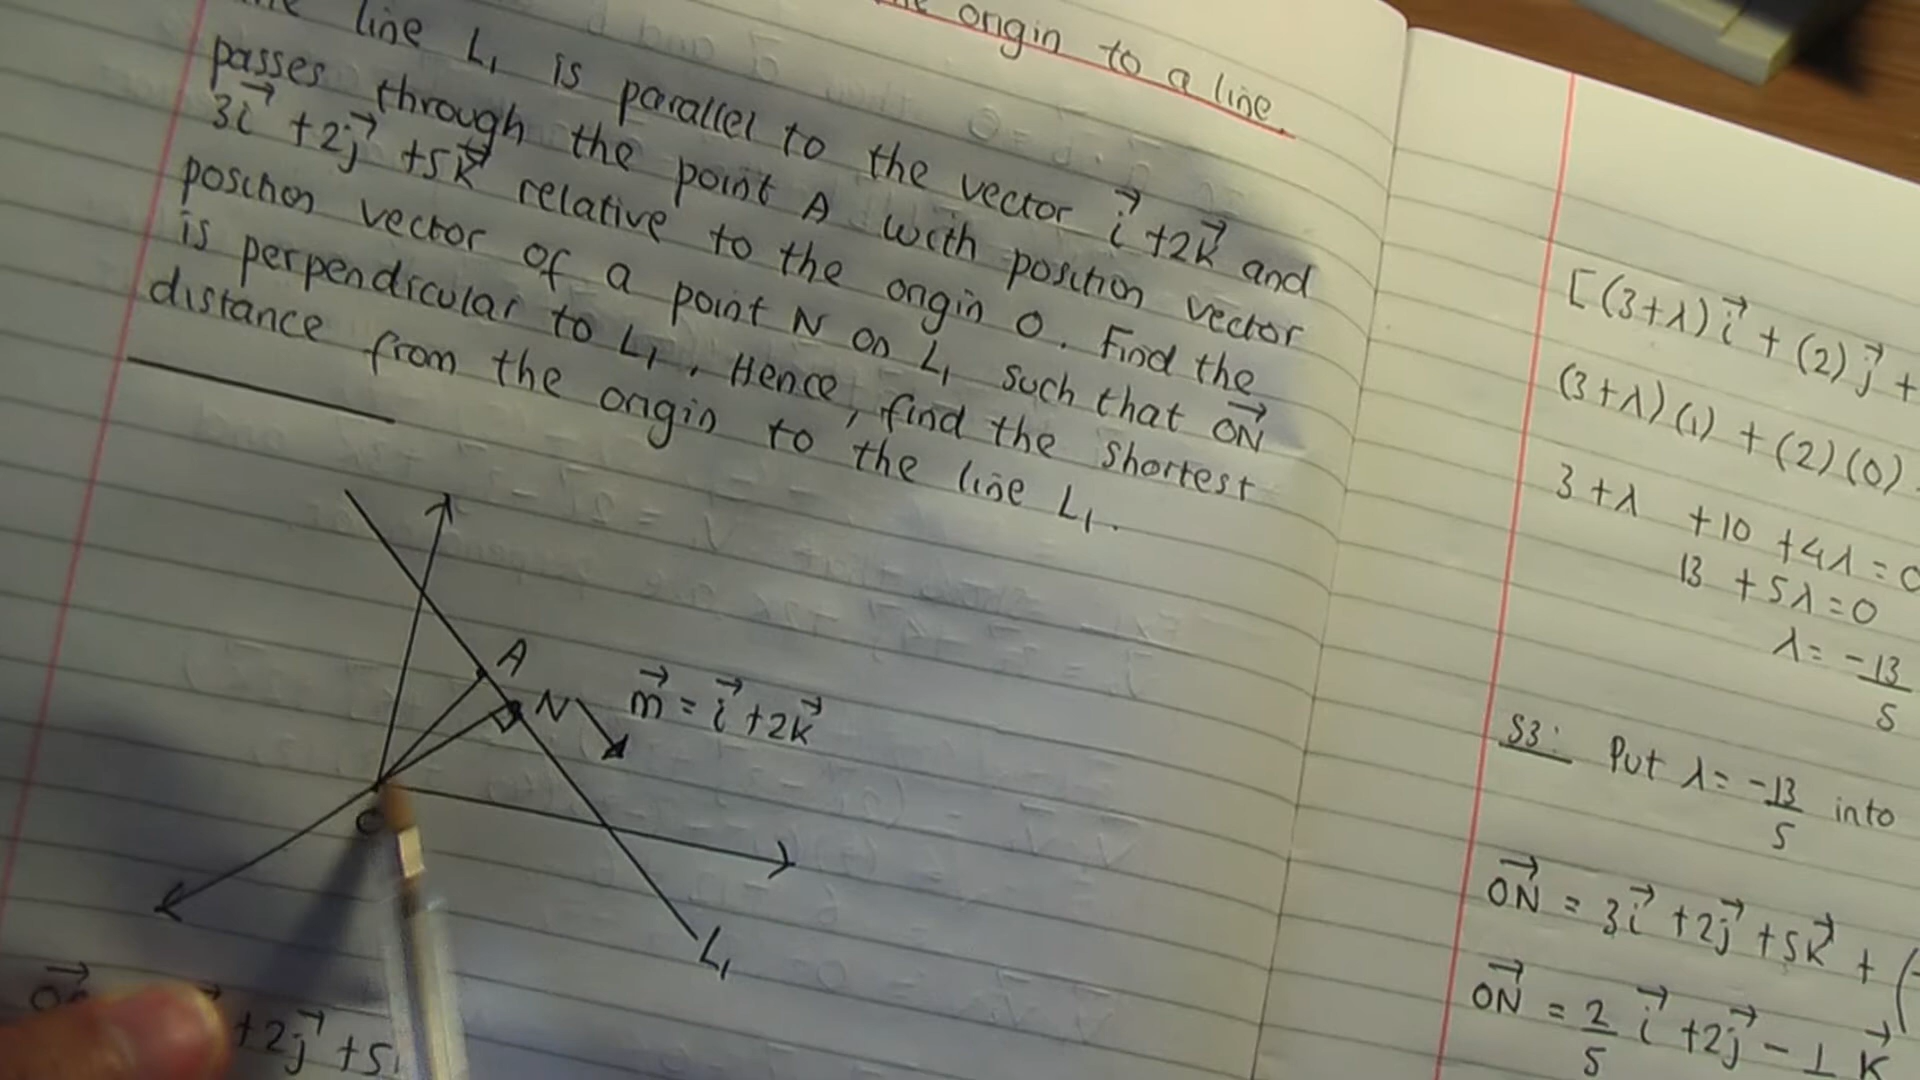 origin to a line.
line L₁ is parallel to the vector i⃗ +2k⃗ and
passes through the point A with position vector
3i⃗ +2j⃗ +5k⃗ relative to the origin O. Find the
position vector of a point N on L₁ such that O⃗N
is perpendicular to L₁. Hence, find the shortest
distance from the origin to the line L₁.
A
N
m⃗ = i⃗ +2k⃗
O
L₁
+2j⃗ +5
[(3+λ)i⃗ + (2)j⃗ +
(3+λ)(1) + (2)(0)
3+λ +10 +4λ=0
13 +5λ=0
λ= -13/5
S3: Put λ= -13/5 into
O⃗N = 3i⃗ +2j⃗ +5k⃗ + (
O⃗N = 2/5 i⃗ +2j⃗ - 1 k⃗